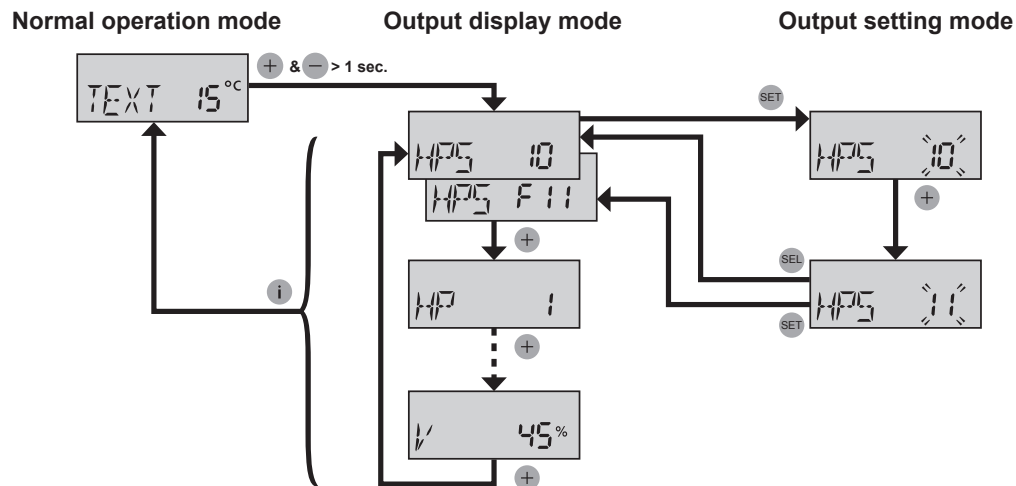 Normal operation mode
Output display mode
Output setting mode
+ & − > 1 sec.
TEXT 15°C
SET
HPS 10
HPS 10
HPS F11
+
+
SEL
i
HP 1
HPS 11
SET
+
V 45%
+